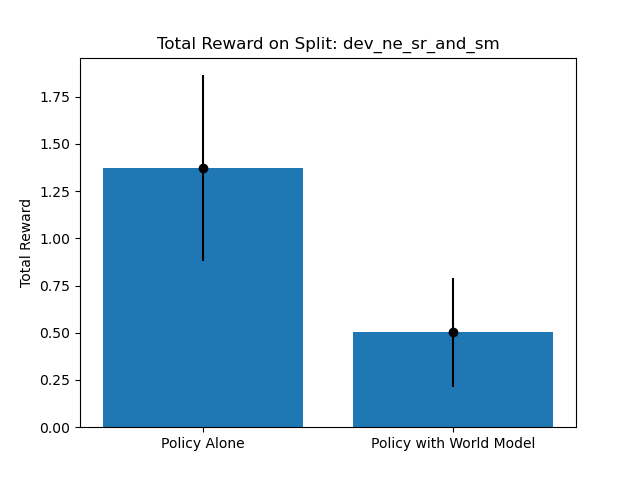 Total Reward on Split: dev_ne_sr_and_sm
Total Reward
1.75
1.50
1.25
1.00
0.75
0.50
0.25
0.00
Policy Alone
Policy with World Model